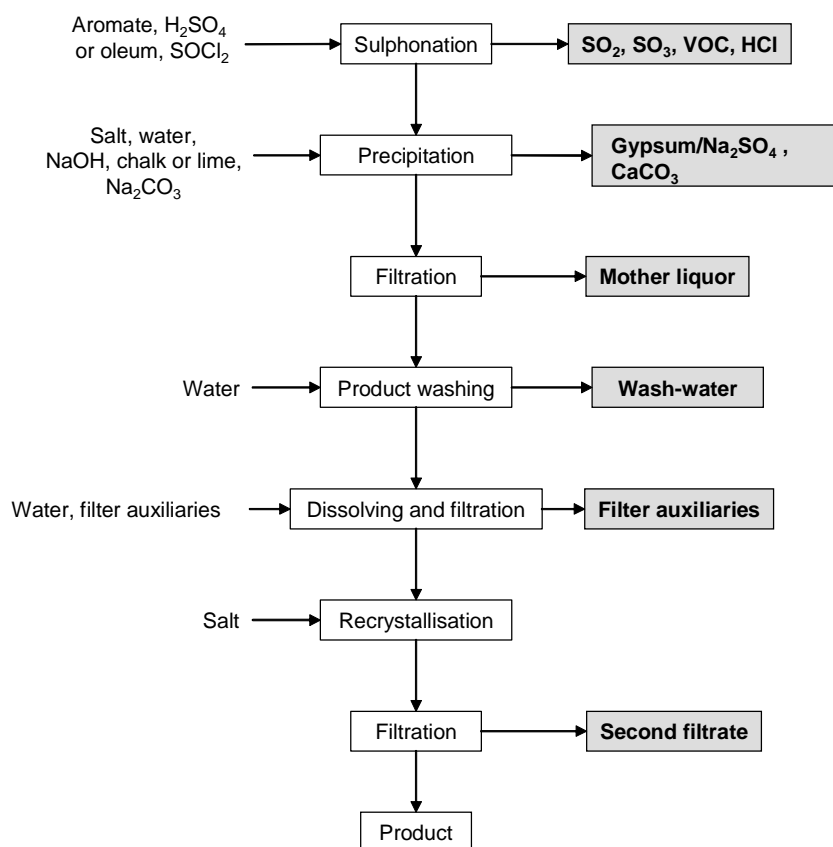 Aromate, H₂SO₄
or oleum, SOCl₂
Sulphonation
SO₂, SO₃, VOC, HCl
Salt, water,
NaOH, chalk or lime,
Na₂CO₃
Precipitation
Gypsum/Na₂SO₄ ,
CaCO₃
Filtration
Mother liquor
Water
Product washing
Wash-water
Water, filter auxiliaries
Dissolving and filtration
Filter auxiliaries
Salt
Recrystallisation
Filtration
Second filtrate
Product